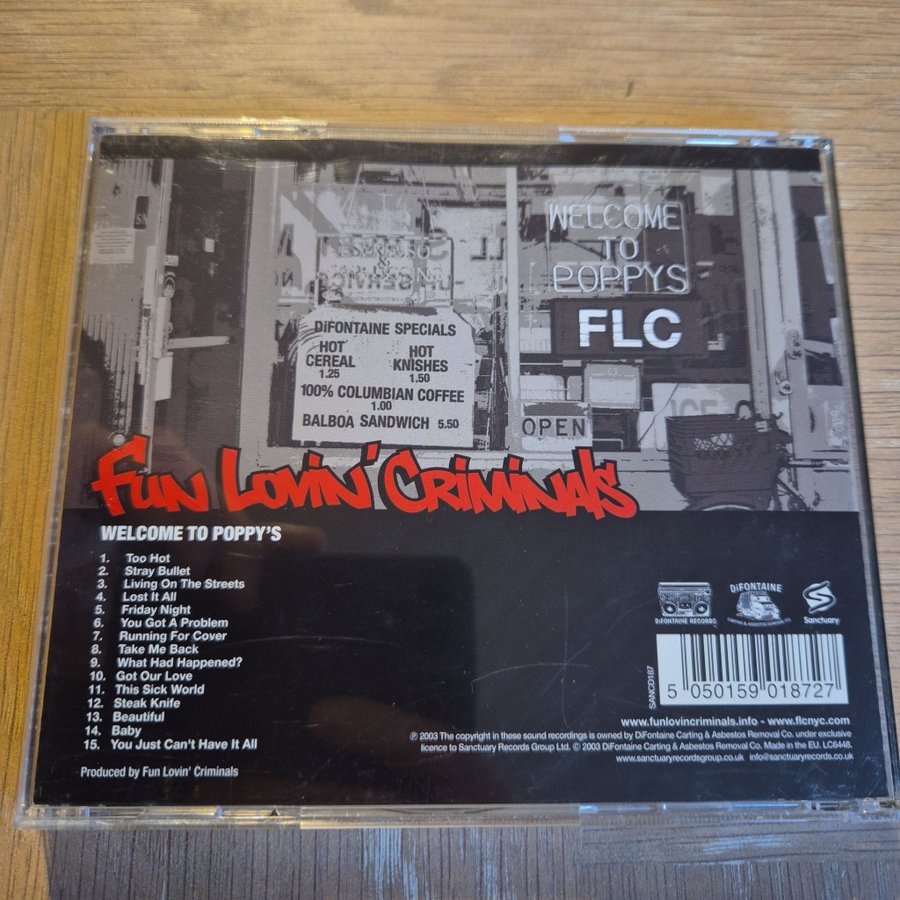 WELCOME
TO
POPPYS
FLC
DiFONTAINE SPECIALS
HOT
CEREAL
1.25
HOT
KNISHES
1.50
100% COLUMBIAN COFFEE
1.00
BALBOA SANDWICH 5.50
OPEN
ICE
FUN LOVIN' CRIMINALS
WELCOME TO POPPY'S
1. Too Hot
2. Stray Bullet
3. Living On The Streets
4. Lost It All
5. Friday Night
6. You Got A Problem
7. Running For Cover
8. Take Me Back
9. What Had Happened?
10. Got Our Love
11. This Sick World
12. Steak Knife
13. Beautiful
14. Baby
15. You Just Can't Have It All
Produced by Fun Lovin' Criminals
DiFONTAINE RECORDS
DiFONTAINE
CARTING & ASBESTOS REMOVAL CO.
Sanctuary
SANCD187
5 050159 018727
www.funlovincriminals.info - www.flcnyc.com
℗ 2003 The copyright in these sound recordings is owned by DiFontaine Carting & Asbestos Removal Co. under exclusive
licence to Sanctuary Records Group Ltd. © 2003 DiFontaine Carting & Asbestos Removal Co. Made in the EU. LC6448.
www.sanctuaryrecordsgroup.co.uk info@sanctuaryrecords.co.uk